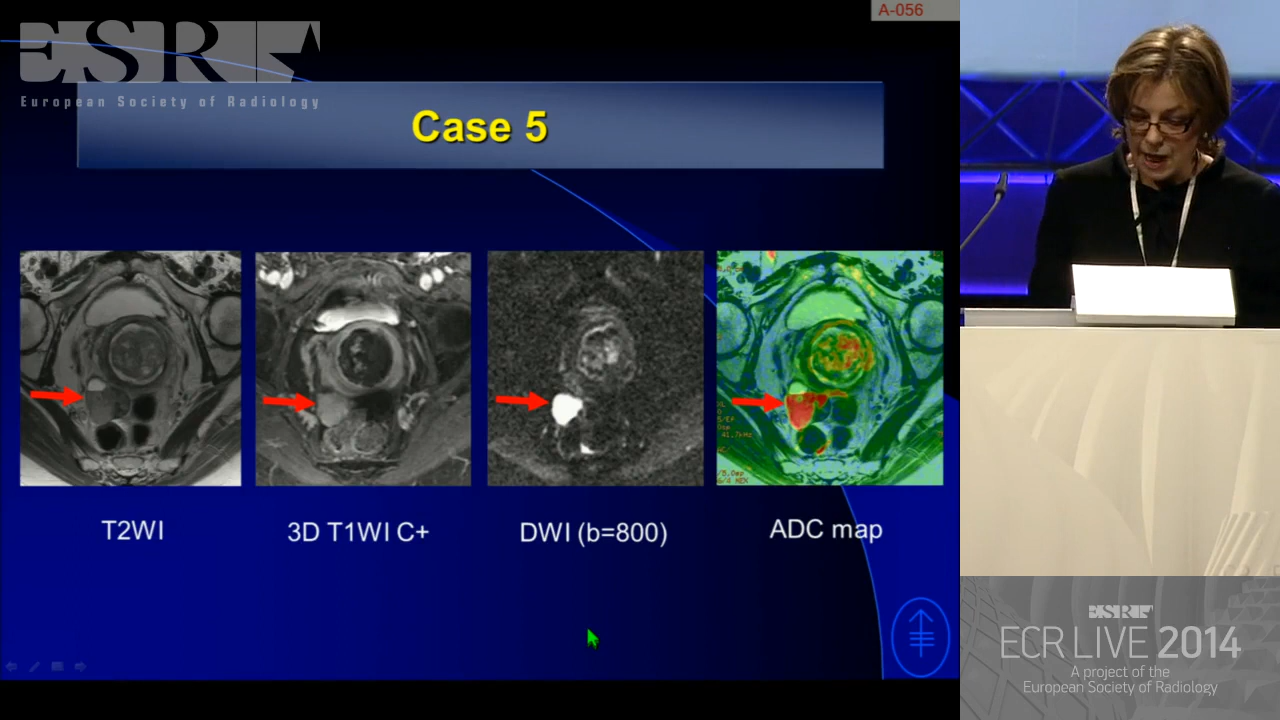 A-056
ESR
European Society of Radiology
Case 5
T2WI
3D T1WI C+
DWI (b=800)
ADC map
ESR
ECR LIVE 2014
A project of the
European Society of Radiology